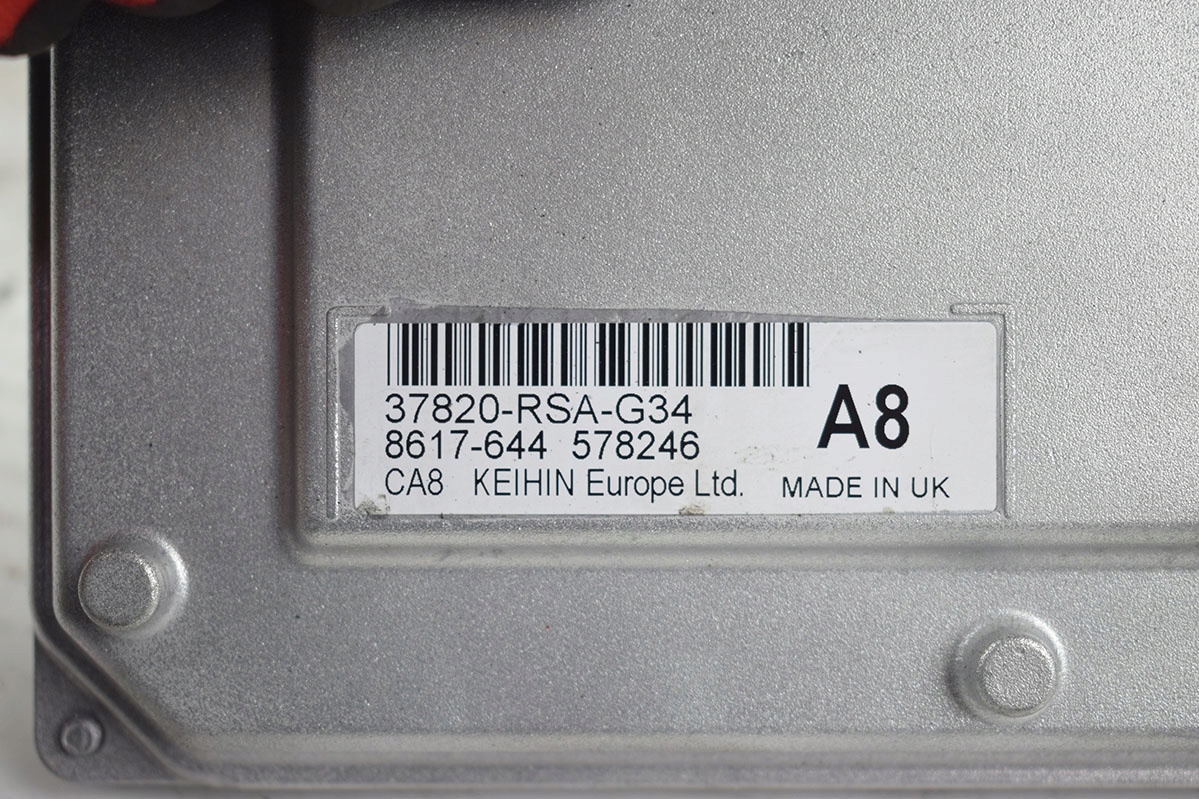 37820-RSA-G34
A8
8617-644 578246
CA8 KEIHIN Europe Ltd. MADE IN UK